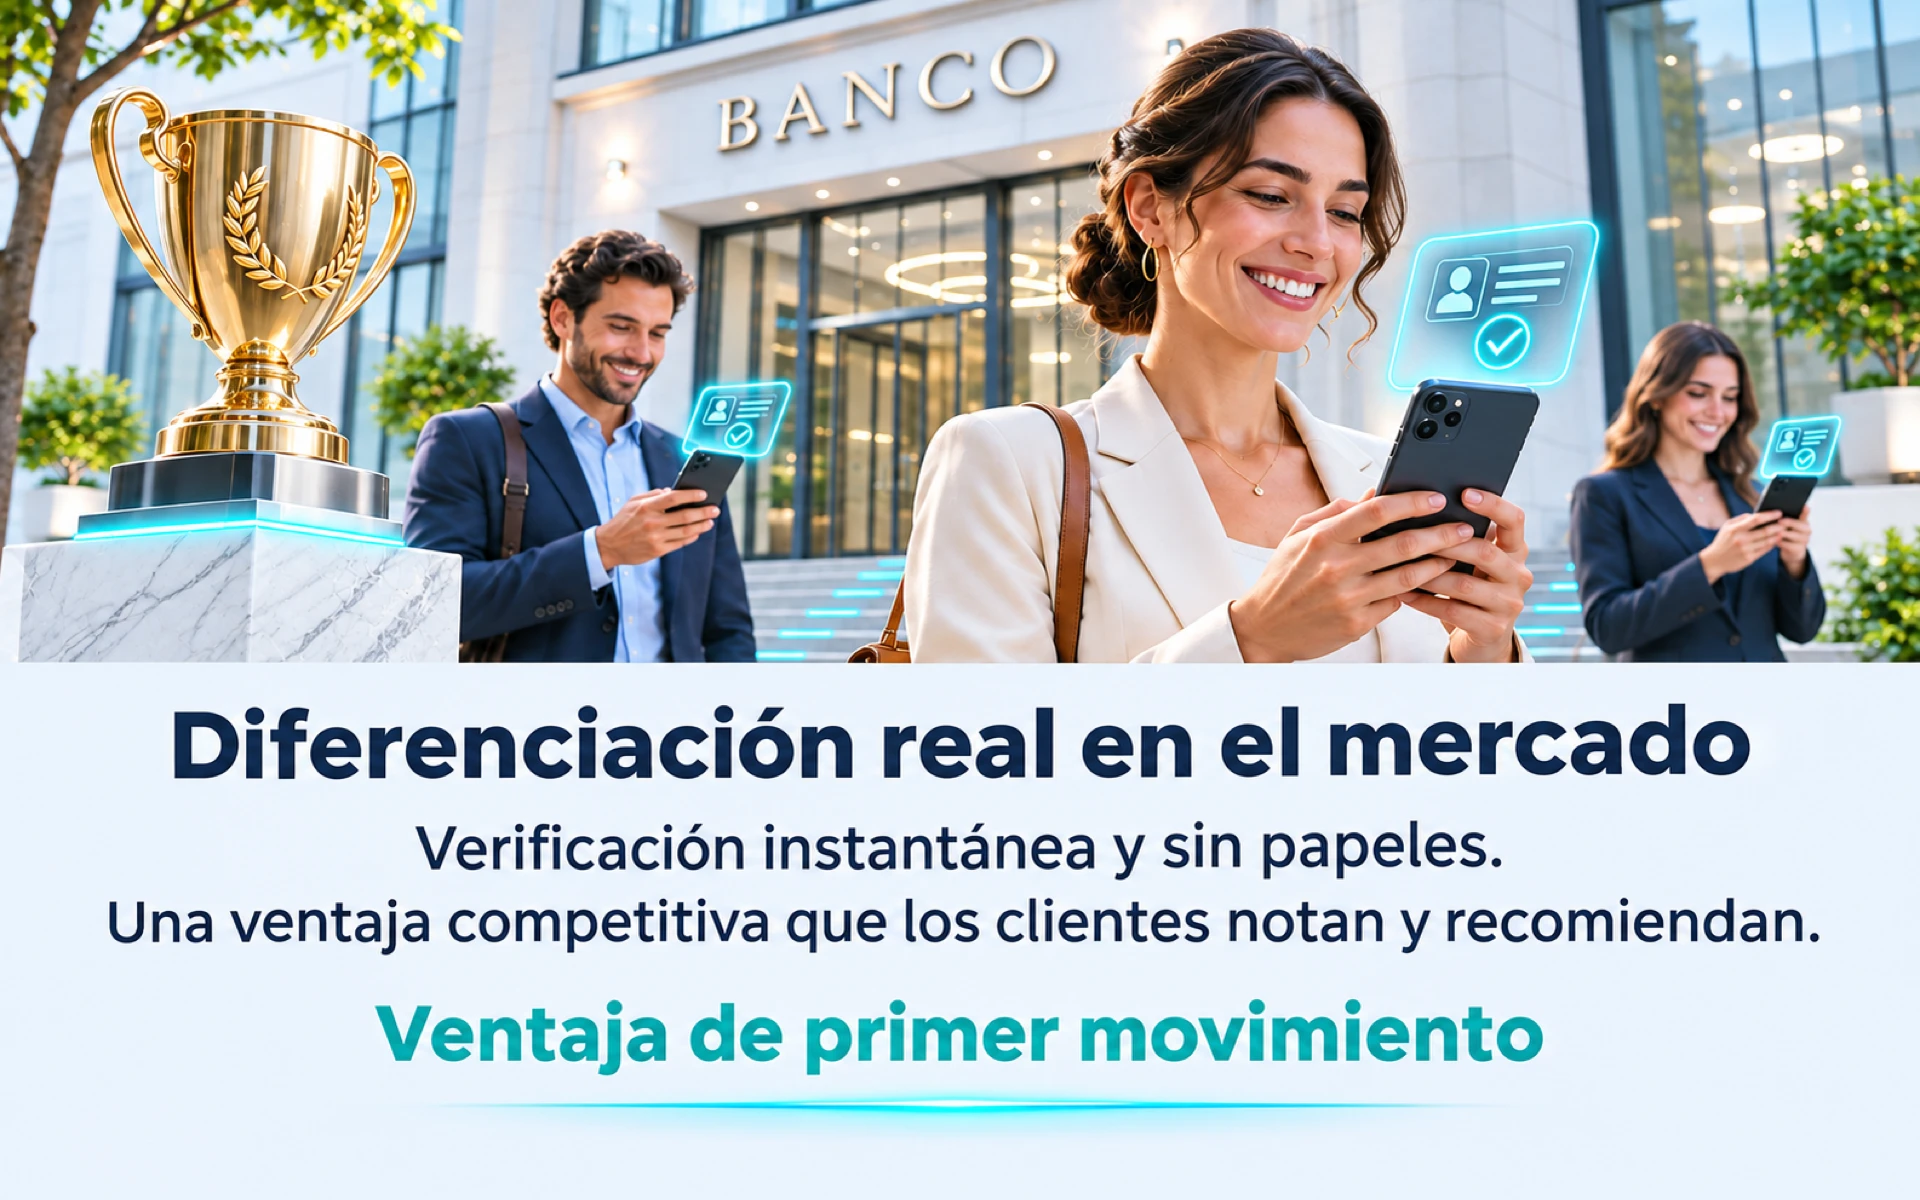 BANCO
Diferenciación real en el mercado
Verificación instantánea y sin papeles.
Una ventaja competitiva que los clientes notan y recomiendan.
Ventaja de primer movimiento